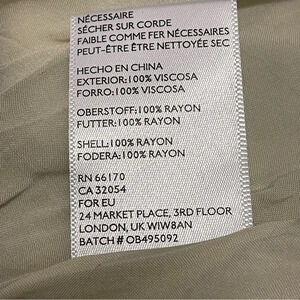 NÉCESSAIRE
SÉCHER SUR CORDE
FAIBLE COMME FER NÉCESSAIRES
PEUT-ÊTRE ÊTRE NETTOYÉE SEC
HECHO EN CHINA
EXTERIOR:100% VISCOSA
FORRO:100% VISCOSA
OBERSTOFF:100% RAYON
FUTTER:100% RAYON
SHELL:100% RAYON
FODERA:100% RAYON
RN 66170
CA 32054
FOR EU
24 MARKET PLACE, 3RD FLOOR
LONDON, UK WIW8AN
BATCH # OB495092